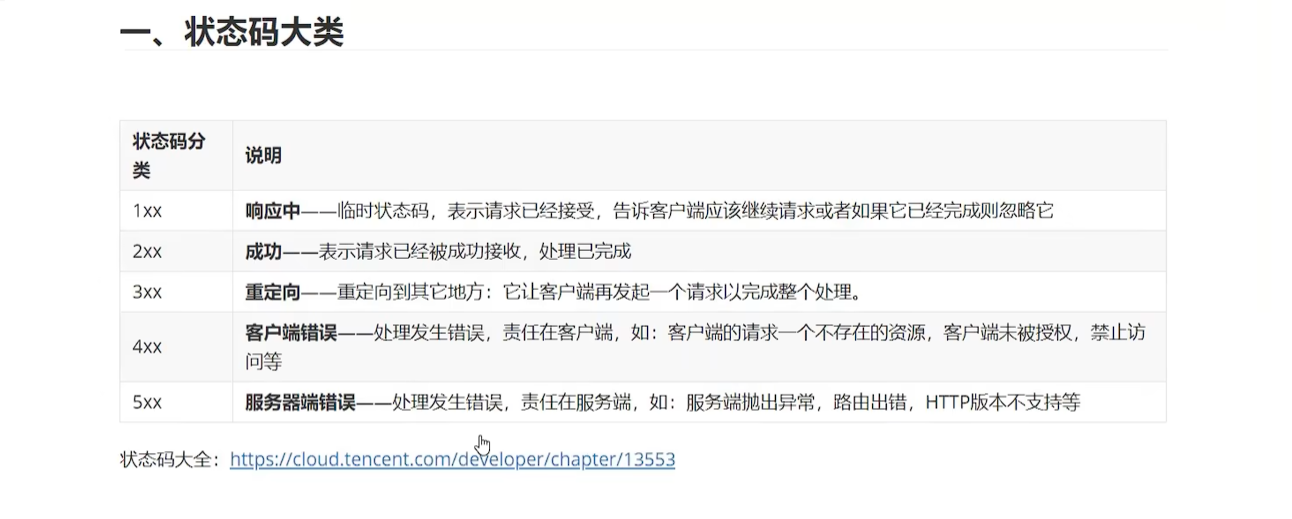 一、状态码大类
状态码分
类
说明
1xx
响应中——临时状态码，表示请求已经接受，告诉客户端应该继续请求或者如果它已经完成则忽略它
2xx
成功——表示请求已经被成功接收，处理已完成
3xx
重定向——重定向到其它地方：它让客户端再发起一个请求以完成整个处理。
4xx
客户端错误——处理发生错误，责任在客户端，如：客户端的请求一个不存在的资源，客户端未被授权，禁止访
问等
5xx
服务器端错误——处理发生错误，责任在服务端，如：服务端抛出异常，路由出错，HTTP版本不支持等
状态码大全：https://cloud.tencent.com/developer/chapter/13553